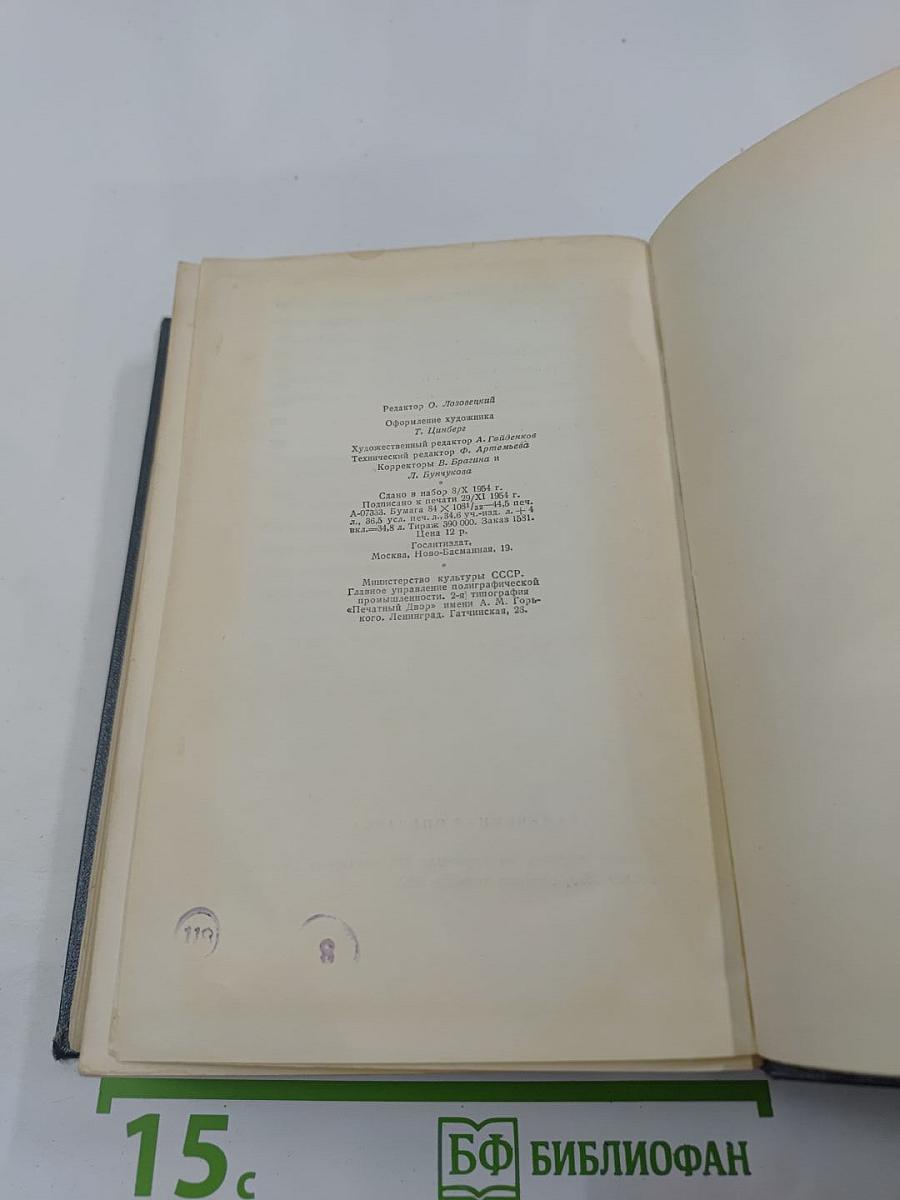 Редактор О. Лозовецкий
Оформление художника
Т. Цинберг
Художественный редактор А. Гайденков
Технический редактор Ф. Артемьева
Корректоры В. Брагина и
Л. Бунчукова
*
Сдано в набор 8/X 1954 г.
Подписано к печати 29/XI 1954 г.
А-07333. Бумага 84 × 108¹/₃₂—44,5 печ.
л., 36,5 усл. печ. л., 34,6 уч.-изд. л. + 4
вкл.=34,8 л. Тираж 390 000. Заказ 1581.
Цена 12 р.
Гослитиздат,
Москва, Ново-Басманная, 19.
*
Министерство культуры СССР.
Главное управление полиграфической
промышленности. 2-я типография
«Печатный Двор» имени А. М. Горь-
кого. Ленинград. Гатчинская, 26.
110
8
15 с
БФ БИБЛИОФАН